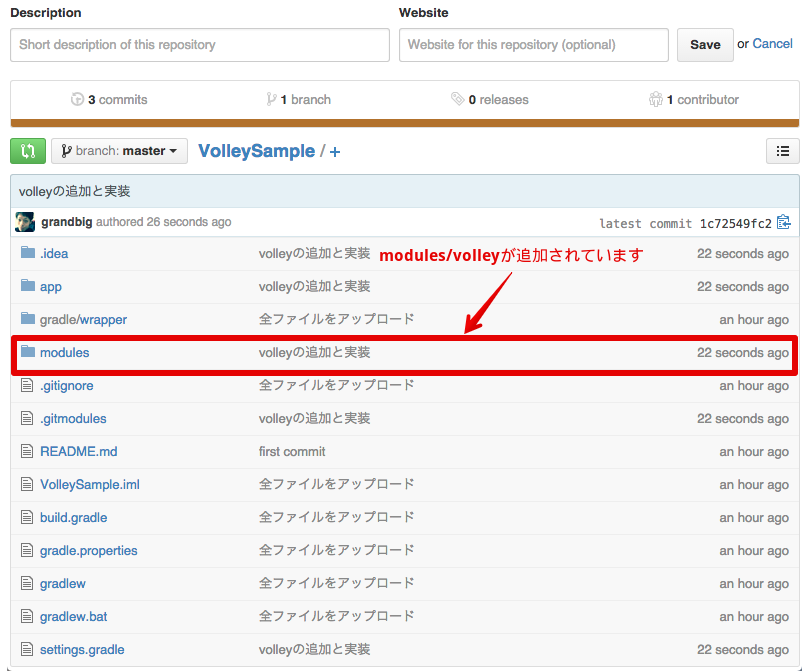 Description Website
Short description of this repository Website for this repository (optional) Save or Cancel
3 commits 1 branch 0 releases 1 contributor
branch: master VolleySample / +
volleyの追加と実装
grandbig authored 26 seconds ago latest commit 1c72549fc2
.idea volleyの追加と実装 modules/volleyが追加されています 22 seconds ago
app volleyの追加と実装 22 seconds ago
gradle/wrapper 全ファイルをアップロード an hour ago
modules volleyの追加と実装 22 seconds ago
.gitignore 全ファイルをアップロード an hour ago
.gitmodules volleyの追加と実装 22 seconds ago
README.md first commit an hour ago
VolleySample.iml 全ファイルをアップロード an hour ago
build.gradle 全ファイルをアップロード an hour ago
gradle.properties 全ファイルをアップロード an hour ago
gradlew 全ファイルをアップロード an hour ago
gradlew.bat 全ファイルをアップロード an hour ago
settings.gradle volleyの追加と実装 22 seconds ago